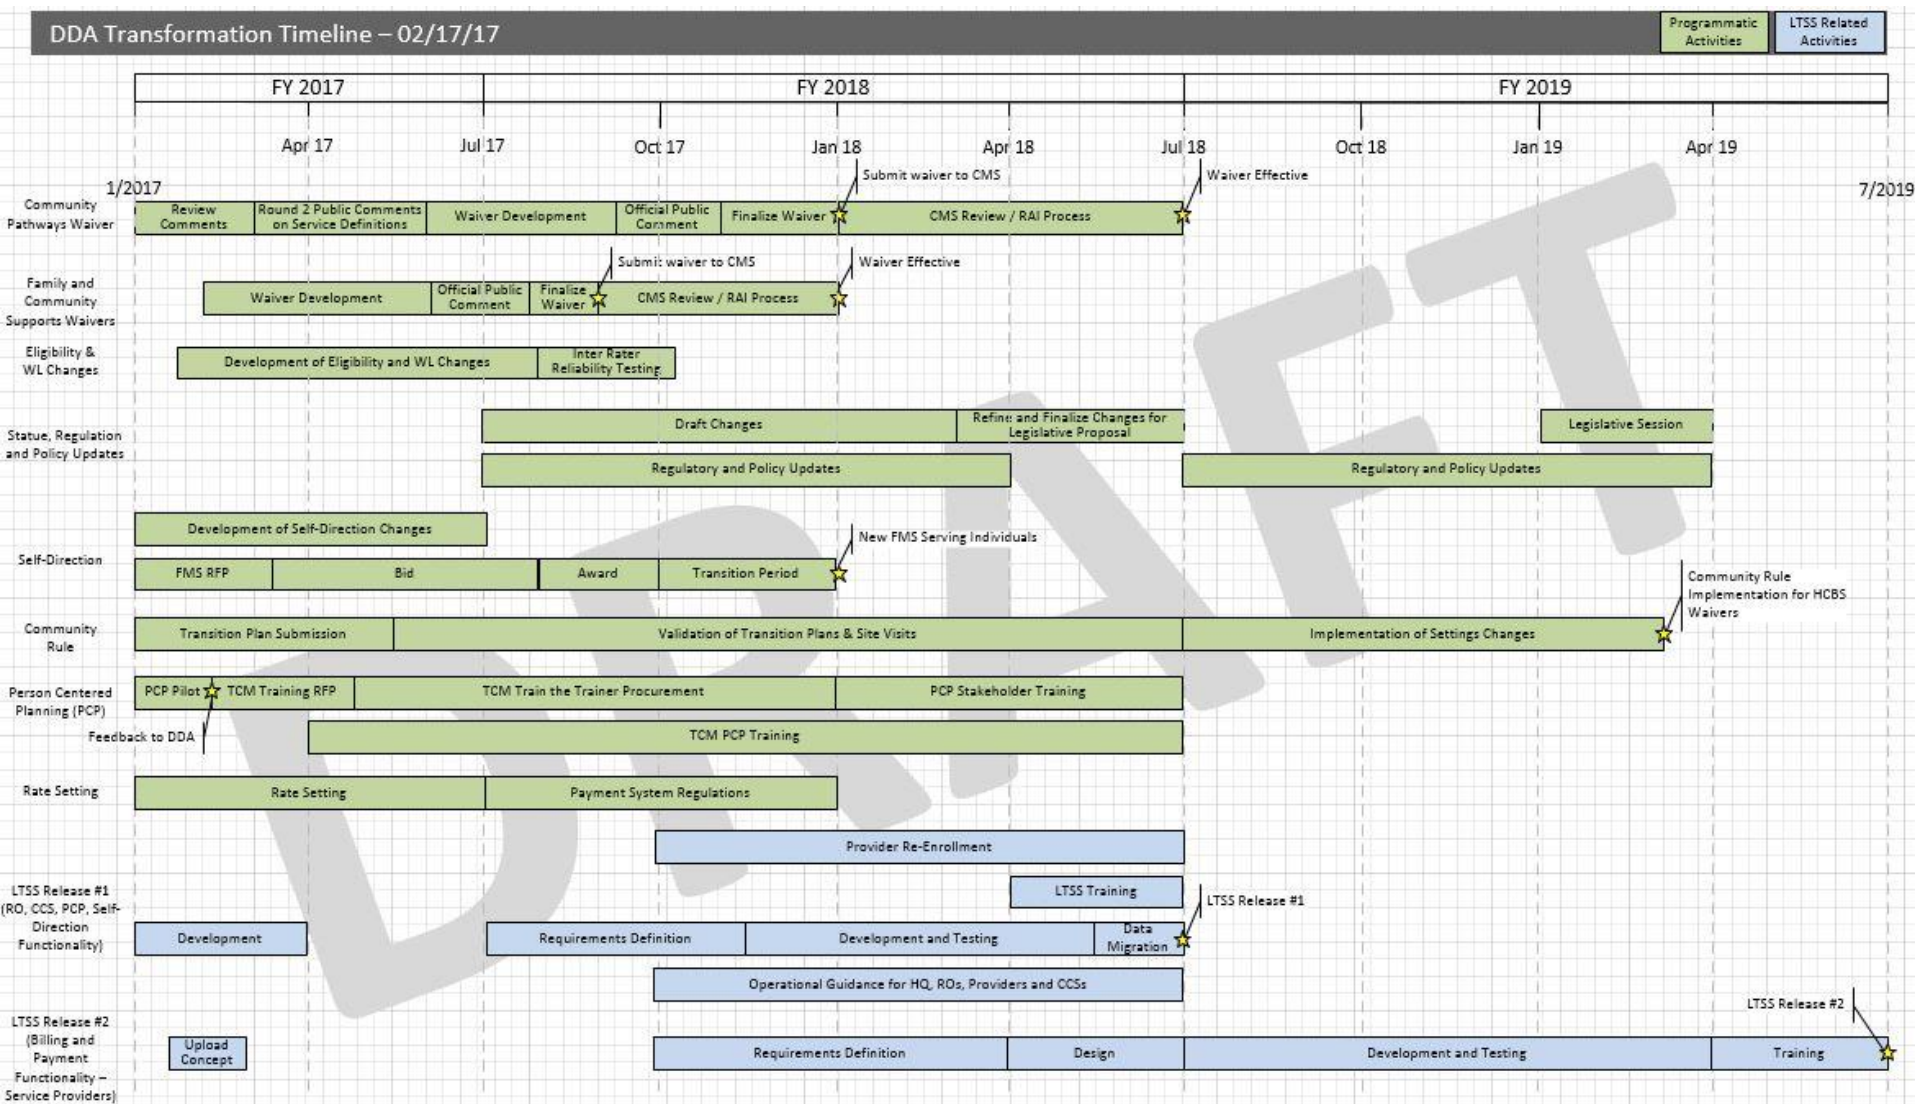 DDA Transformation Timeline – 02/17/17
Programmatic
Activities
LTSS Related
Activities
FY 2017
FY 2018
FY 2019
Apr 17
Jul 17
Oct 17
Jan 18
Apr 18
Jul 18
Oct 18
Jan 19
Apr 19
1/2017
7/2019
Submit waiver to CMS
Waiver Effective
Community
Pathways Waiver
Review
Comments
Round 2 Public Comments
on Service Definitions
Waiver Development
Official Public
Comment
Finalize Waiver
CMS Review / RAI Process
Submit waiver to CMS
Waiver Effective
Family and
Community
Supports Waivers
Waiver Development
Official Public
Comment
Finalize
Waiver
CMS Review / RAI Process
Eligibility &
WL Changes
Development of Eligibility and WL Changes
Inter Rater
Reliability Testing
Statue, Regulation
and Policy Updates
Draft Changes
Refine and Finalize Changes for
Legislative Proposal
Legislative Session
Regulatory and Policy Updates
Regulatory and Policy Updates
Self-Direction
Development of Self-Direction Changes
New FMS Serving Individuals
FMS RFP
Bid
Award
Transition Period
Community Rule
Implementation for HCBS
Waivers
Community
Rule
Transition Plan Submission
Validation of Transition Plans & Site Visits
Implementation of Settings Changes
Person Centered
Planning (PCP)
PCP Pilot
TCM Training RFP
TCM Train the Trainer Procurement
PCP Stakeholder Training
Feedback to DDA
TCM PCP Training
Rate Setting
Rate Setting
Payment System Regulations
Provider Re-Enrollment
LTSS Release #1
(RO, CCS, PCP, Self-
Direction
Functionality)
LTSS Training
LTSS Release #1
Development
Requirements Definition
Development and Testing
Data
Migration
Operational Guidance for HQ, ROs, Providers and CCSs
LTSS Release #2
LTSS Release #2
(Billing and
Payment
Functionality –
Service Providers)
Upload
Concept
Requirements Definition
Design
Development and Testing
Training
DRAFT